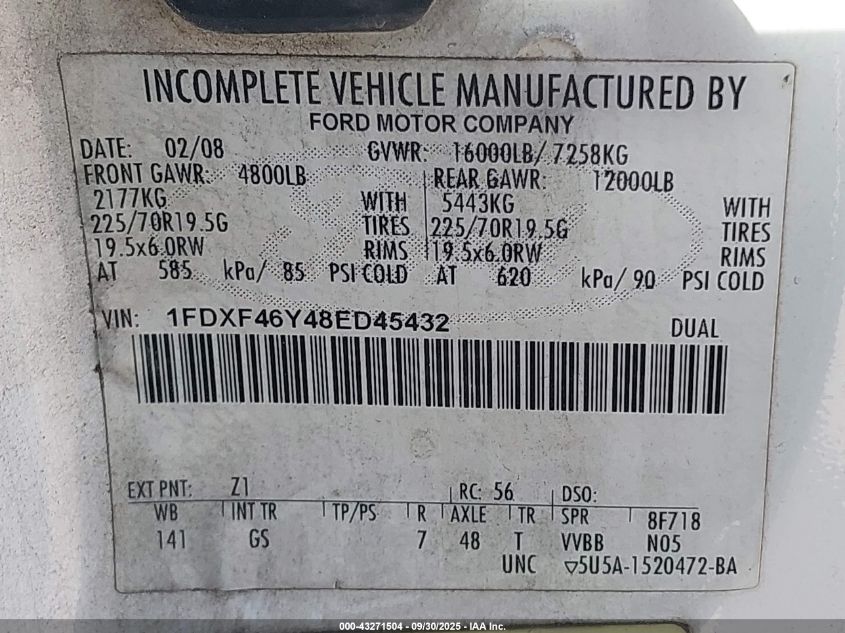 INCOMPLETE VEHICLE MANUFACTURED BY
FORD MOTOR COMPANY
DATE: 02/08 GVWR: 16000LB/ 7258KG
FRONT GAWR: 4800LB REAR GAWR: 12000LB
2177KG WITH 5443KG WITH
225/70R19.5G TIRES 225/70R19.5G TIRES
19.5x6.0RW RIMS 19.5x6.0RW RIMS
AT 585 kPa/ 85 PSI COLD AT 620 kPa/ 90 PSI COLD
VIN: 1FDXF46Y48ED45432 DUAL
EXT PNT: Z1 RC: 56 DSO:
WB INT TR TP/PS R AXLE TR SPR 8F718
141 GS 7 48 T VVBB N05
UNC ▽5U5A-1520472-BA
000-43271504 - 09/30/2025 - IAA Inc.